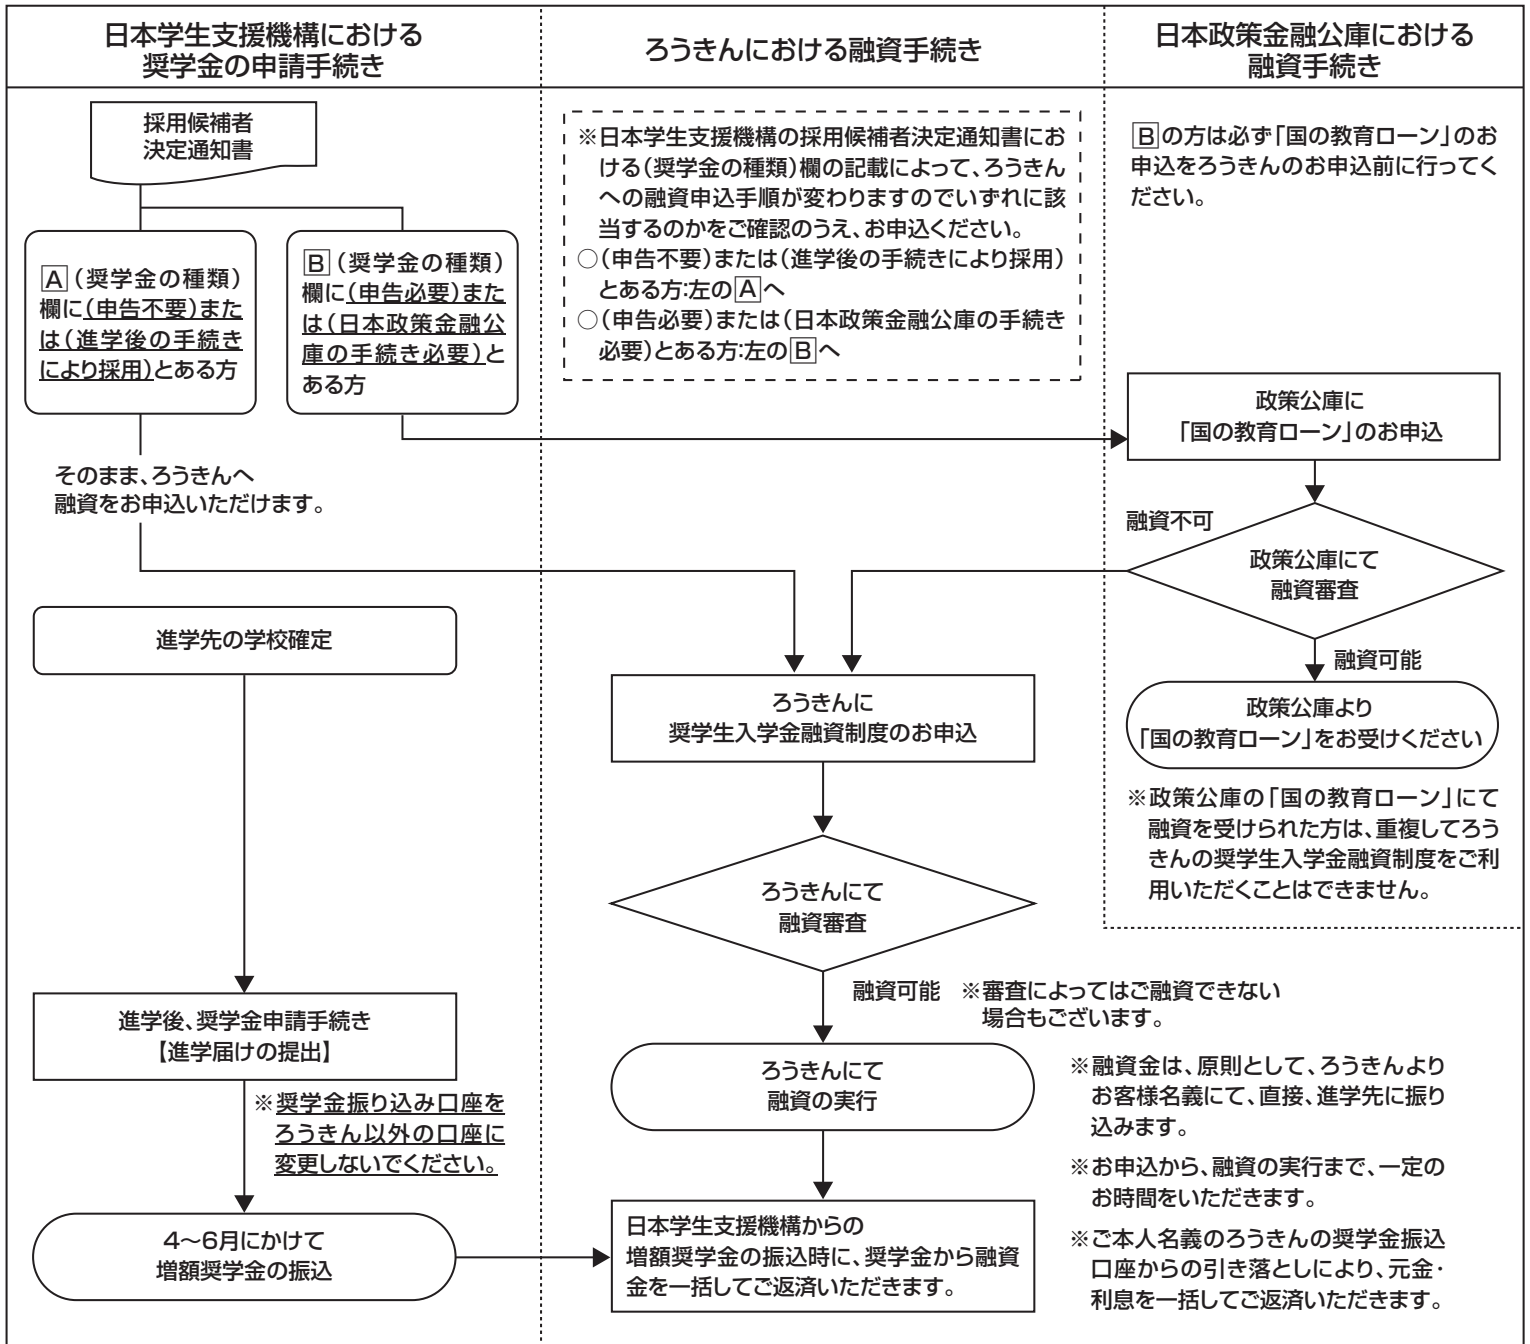 日本学生支援機構における
奨学金の申請手続き
ろうきんにおける融資手続き
日本政策金融公庫における
融資手続き
採用候補者
決定通知書
A(奨学金の種類)
欄に(申告不要)また
は(進学後の手続き
により採用)とある方
B(奨学金の種類)
欄に(申告必要)また
は(日本政策金融公
庫の手続き必要)と
ある方
※日本学生支援機構の採用候補者決定通知書にお
ける(奨学金の種類)欄の記載によって、ろうきん
への融資申込手順が変わりますのでいずれに該
当するのかをご確認のうえ、お申込ください。
○(申告不要)または(進学後の手続きにより採用)
とある方:左のAへ
○(申告必要)または(日本政策金融公庫の手続き
必要)とある方:左のBへ
Bの方は必ず「国の教育ローン」のお
申込をろうきんのお申込前に行ってく
ださい。
政策公庫に
「国の教育ローン」のお申込
そのまま、ろうきんへ
融資をお申込いただけます。
融資不可
政策公庫にて
融資審査
融資可能
政策公庫より
「国の教育ローン」をお受けください
※政策公庫の「国の教育ローン」にて
融資を受けられた方は、重複してろう
きんの奨学生入学金融資制度をご利
用いただくことはできません。
進学先の学校確定
ろうきんに
奨学生入学金融資制度のお申込
ろうきんにて
融資審査
融資可能 ※審査によってはご融資できない
場合もございます。
進学後、奨学金申請手続き
【進学届けの提出】
※奨学金振り込み口座を
ろうきん以外の口座に
変更しないでください。
4〜6月にかけて
増額奨学金の振込
ろうきんにて
融資の実行
日本学生支援機構からの
増額奨学金の振込時に、奨学金から融資
金を一括してご返済いただきます。
※融資金は、原則として、ろうきんより
お客様名義にて、直接、進学先に振り
込みます。
※お申込から、融資の実行まで、一定の
お時間をいただきます。
※ご本人名義のろうきんの奨学金振込
口座からの引き落としにより、元金・
利息を一括してご返済いただきます。